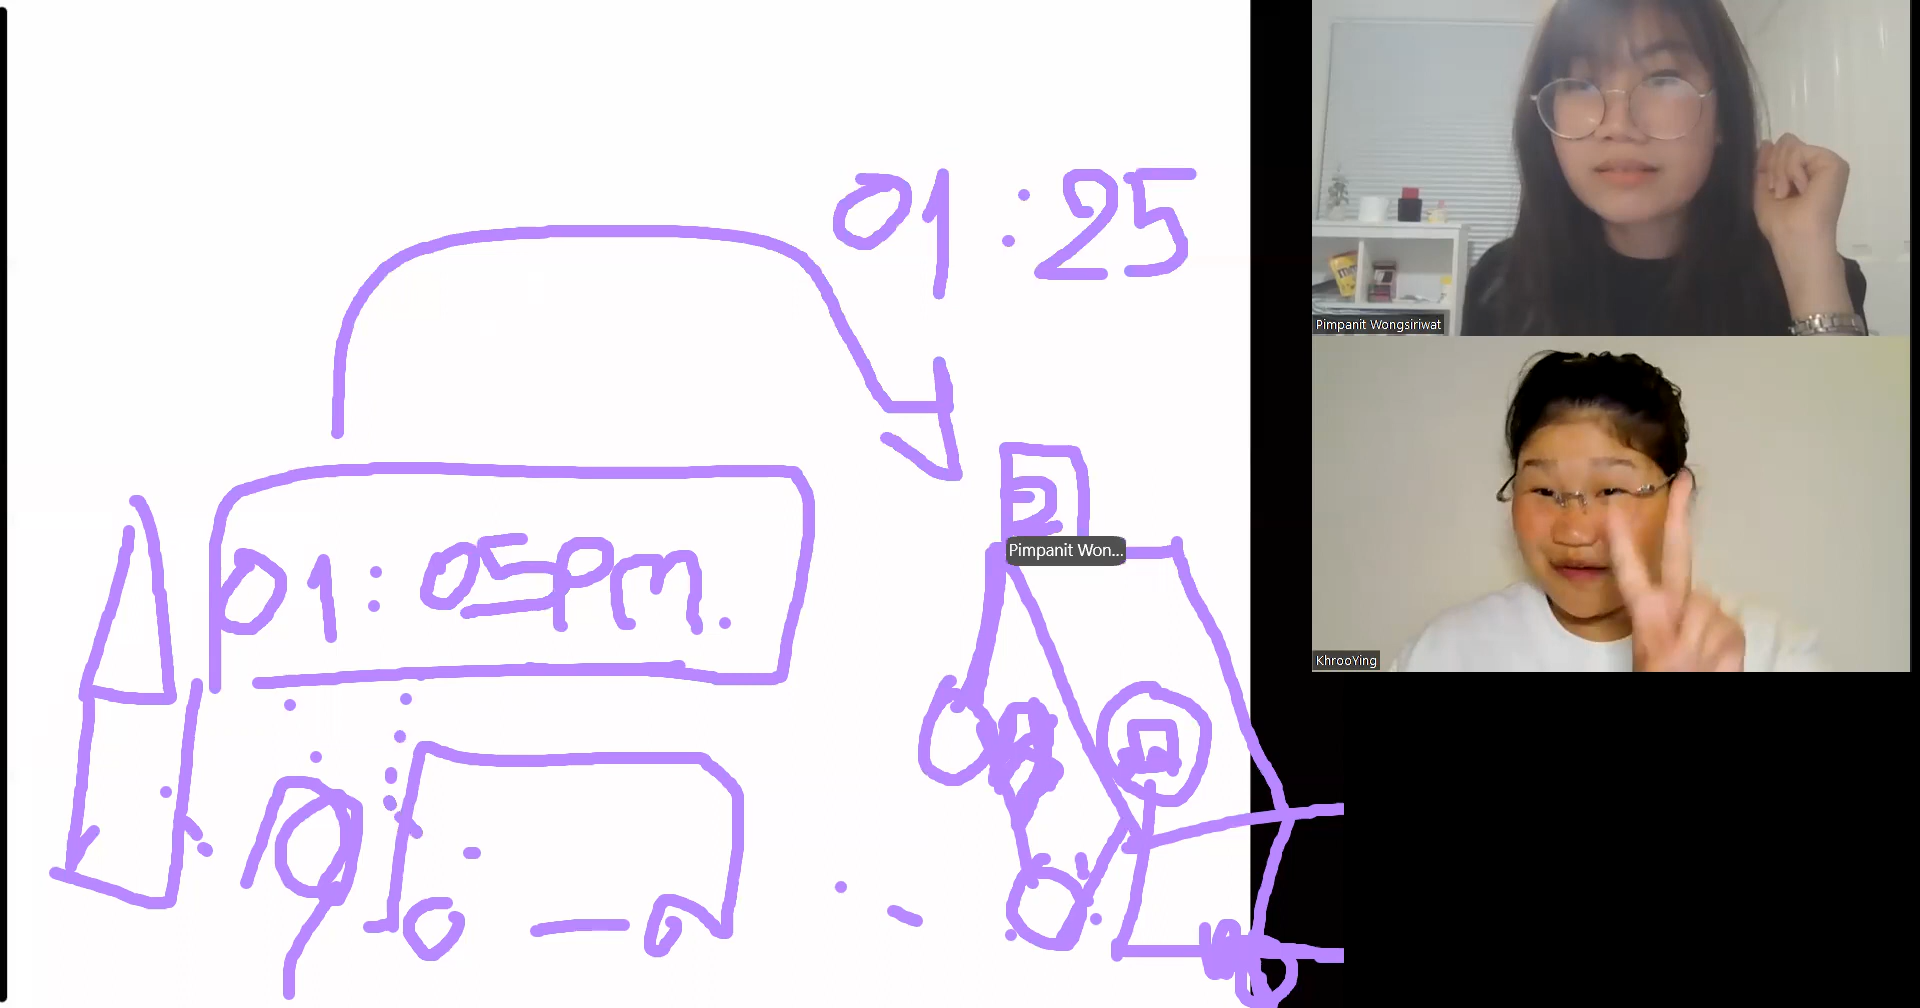 01:25
2
Pimpanit Won...
01:05PM.
Pimpanit Wongsiriwat
KhrooYing